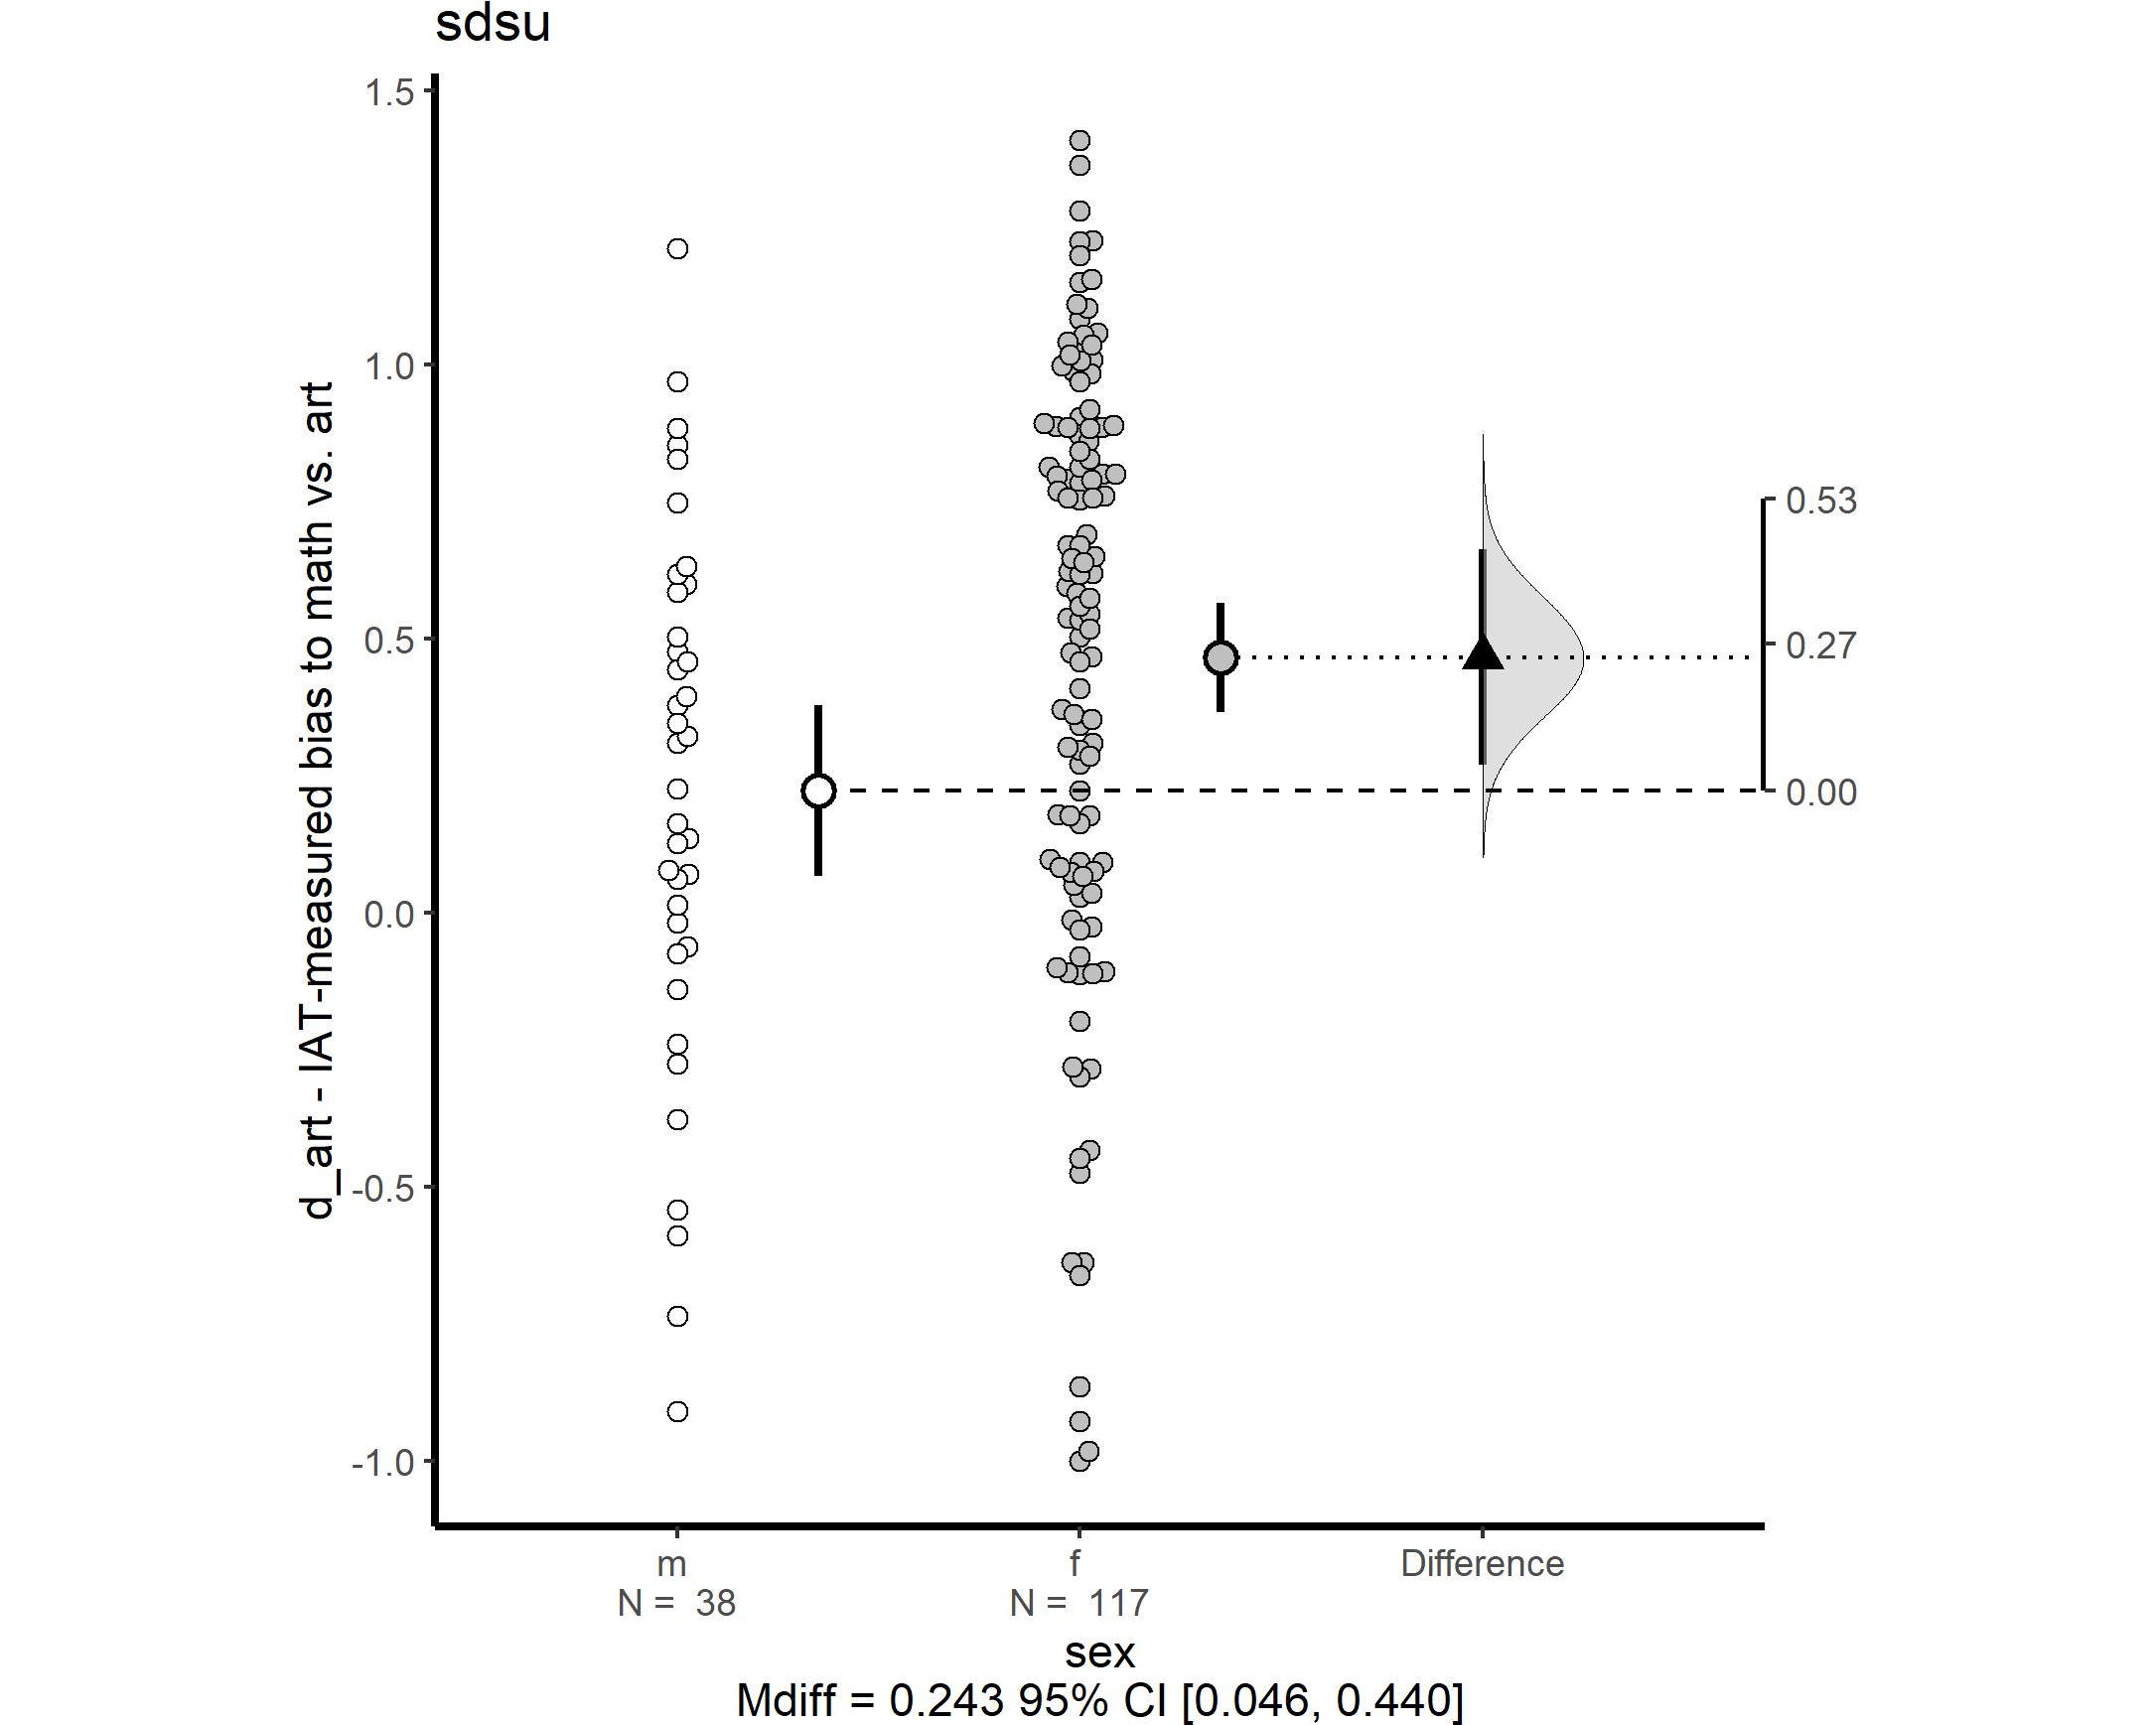 sdsu
d_art - IAT-measured bias to math vs. art
1.5
1.0
0.5
0.0
-0.5
-1.0
0.53
0.27
0.00
m
N =  38
f
N =  117
Difference
sex
Mdiff = 0.243 95% CI [0.046, 0.440]